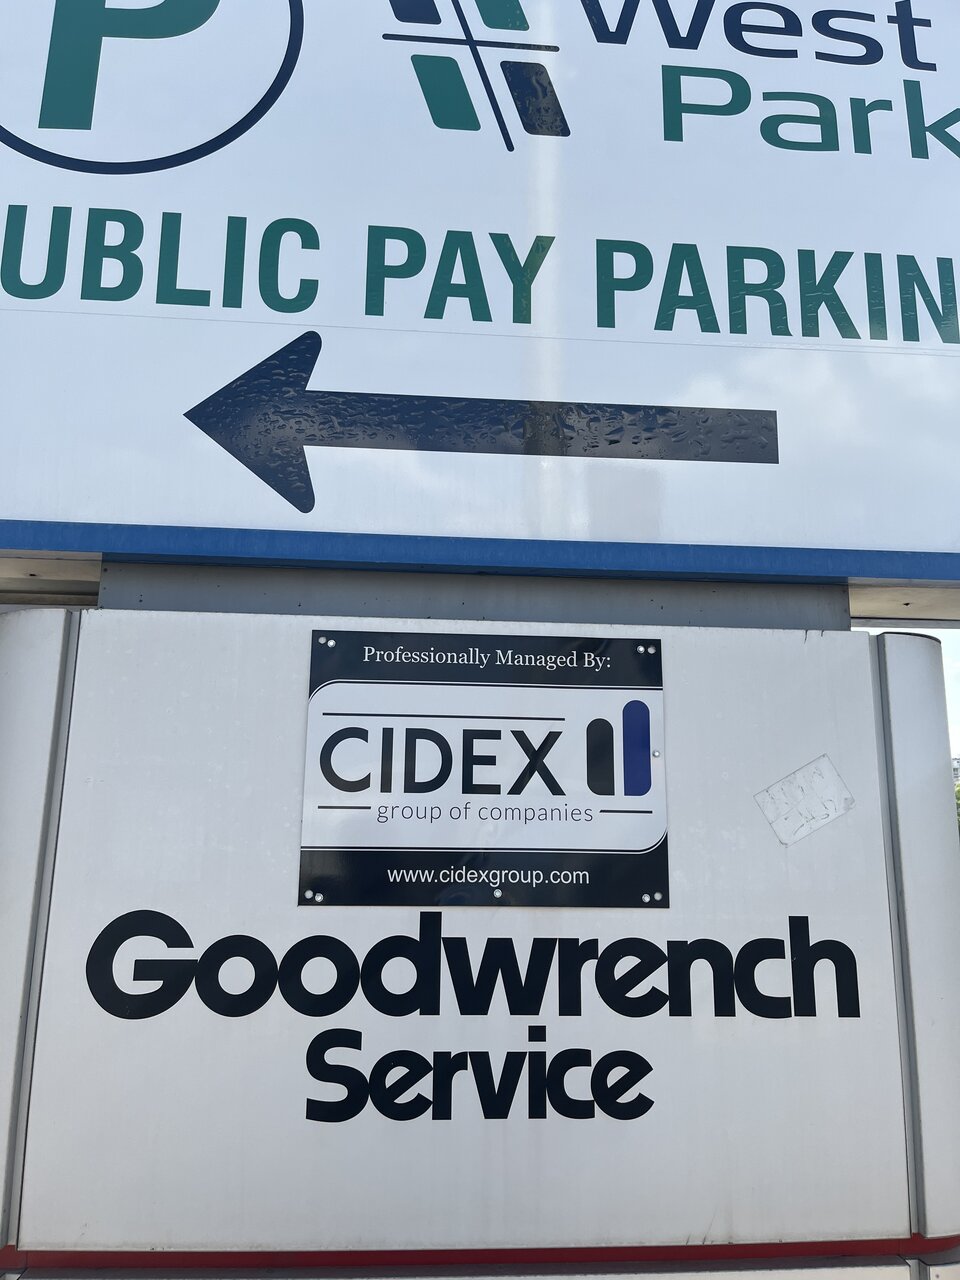 P
West
Park
UBLIC PAY PARKIN
Professionally Managed By:
CIDEX
group of companies
www.cidexgroup.com
Goodwrench
Service